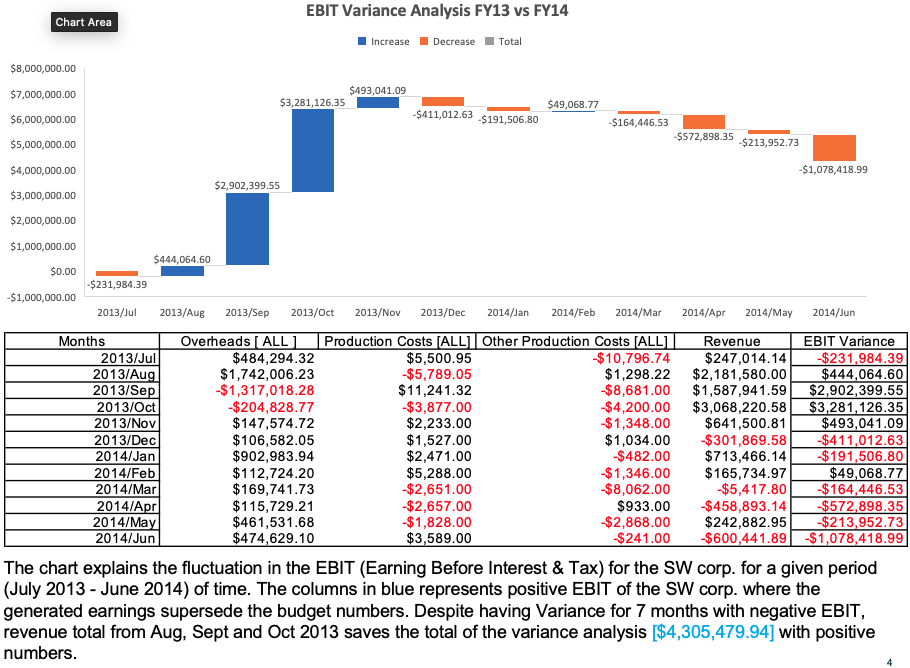 EBIT Variance Analysis FY13 vs FY14
Chart Area
Increase Decrease Total
$8,000,000.00
$7,000,000.00
$6,000,000.00
$5,000,000.00
$4,000,000.00
$3,000,000.00
$2,000,000.00
$1,000,000.00
$0.00
-$1,000,000.00
-$231,984.39
$444,064.60
$2,902,399.55
$3,281,126.35
$493,041.09
-$411,012.63
-$191,506.80
$49,068.77
-$164,446.53
-$572,898.35
-$213,952.73
-$1,078,418.99
2013/Jul 2013/Aug 2013/Sep 2013/Oct 2013/Nov 2013/Dec 2014/Jan 2014/Feb 2014/Mar 2014/Apr 2014/May 2014/Jun
Months Overheads [ ALL ] Production Costs [ALL] Other Production Costs [ALL] Revenue EBIT Variance
2013/Jul $484,294.32 $5,500.95 -$10,796.74 $247,014.14 -$231,984.39
2013/Aug $1,742,006.23 -$5,789.05 $1,298.22 $2,181,580.00 $444,064.60
2013/Sep -$1,317,018.28 $11,241.32 -$8,681.00 $1,587,941.59 $2,902,399.55
2013/Oct -$204,828.77 -$3,877.00 -$4,200.00 $3,068,220.58 $3,281,126.35
2013/Nov $147,574.72 $2,233.00 -$1,348.00 $641,500.81 $493,041.09
2013/Dec $106,582.05 $1,527.00 $1,034.00 -$301,869.58 -$411,012.63
2014/Jan $902,983.94 $2,471.00 -$482.00 $713,466.14 -$191,506.80
2014/Feb $112,724.20 $5,288.00 -$1,346.00 $165,734.97 $49,068.77
2014/Mar $169,741.73 -$2,651.00 -$8,062.00 -$5,417.80 -$164,446.53
2014/Apr $115,729.21 -$2,657.00 $933.00 -$458,893.14 -$572,898.35
2014/May $461,531.68 -$1,828.00 -$2,868.00 $242,882.95 -$213,952.73
2014/Jun $474,629.10 $3,589.00 -$241.00 -$600,441.89 -$1,078,418.99
The chart explains the fluctuation in the EBIT (Earning Before Interest & Tax) for the SW corp. for a given period
(July 2013 - June 2014) of time. The columns in blue represents positive EBIT of the SW corp. where the
generated earnings supersede the budget numbers. Despite having Variance for 7 months with negative EBIT,
revenue total from Aug, Sept and Oct 2013 saves the total of the variance analysis [$4,305,479.94] with positive
numbers.
4